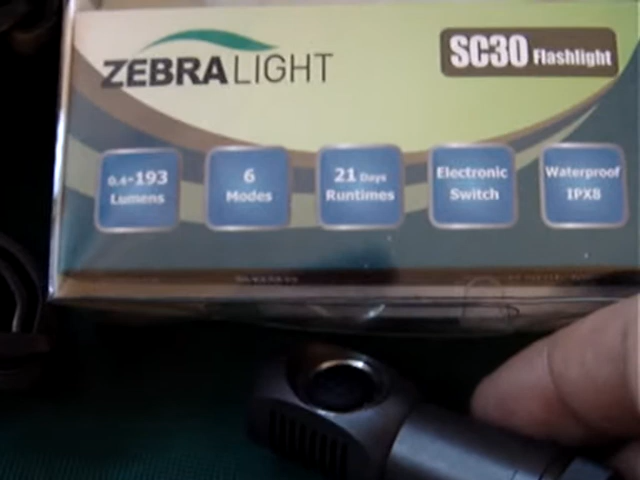 ZEBRALIGHT
SC30 Flashlight
0.4-193
Lumens
6
Modes
21 Days
Runtimes
Electronic
Switch
Waterproof
IPX8